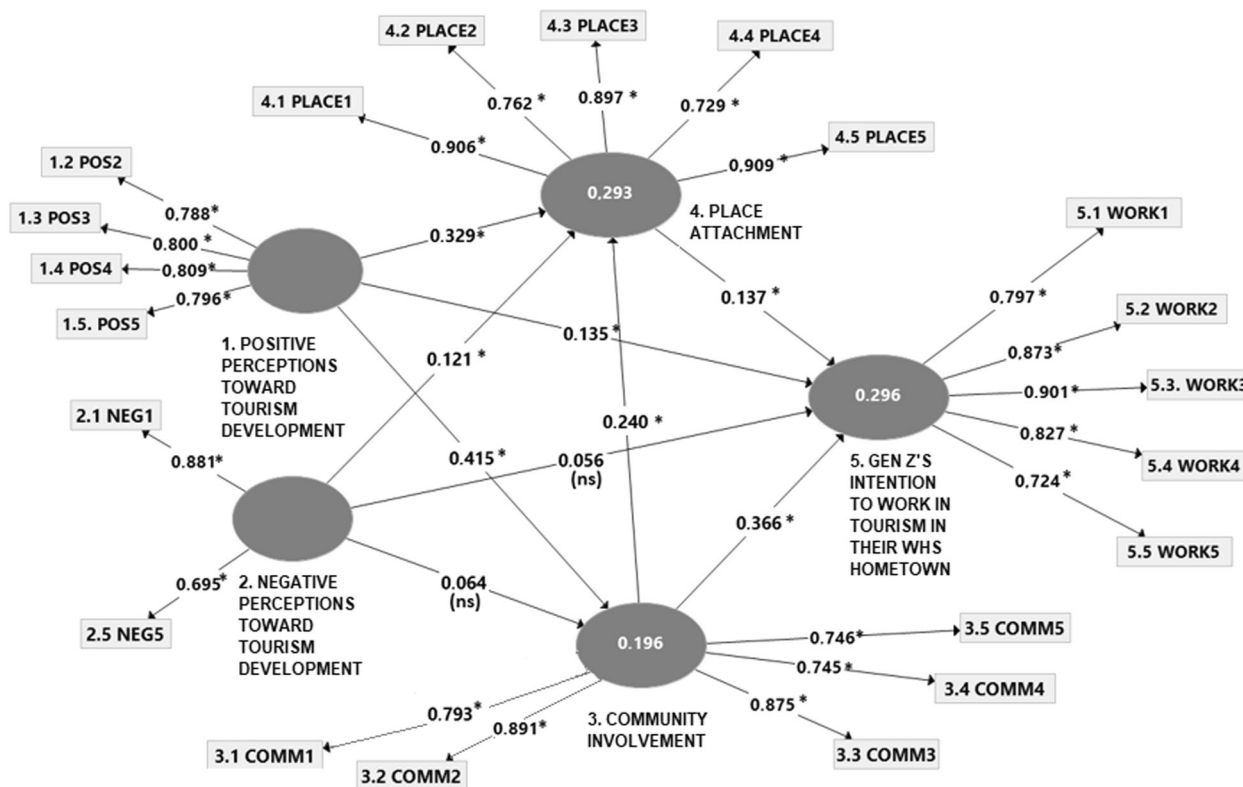 4.2 PLACE2
4.3 PLACE3
4.4 PLACE4
4.1 PLACE1
4.5 PLACE5
0.762 *
0.897 *
0.729 *
0.906*
0,909 *
1.2 POS2
1.3 POS3
1.4 POS4
1.5. POS5
0,788*
0.800 *
0,809*
0,796*
0,293
4. PLACE
ATTACHMENT
0.329*
0.137 *
0.135*
0.121 *
1. POSITIVE
PERCEPTIONS
TOWARD
TOURISM
DEVELOPMENT
5.1 WORK1
5.2 WORK2
5.3. WORK3
5.4 WORK4
5.5 WORK5
0.797 *
0,873*
0.901*
0,827 *
0,724 *
0.296
5. GEN Z'S
INTENTION
TO WORK IN
TOURISM IN
THEIR WHS
HOMETOWN
2.1 NEG1
0.881*
0.695*
2.5 NEG5
2. NEGATIVE
PERCEPTIONS
TOWARD
TOURISM
DEVELOPMENT
0.415 *
0.240 *
0.056
(ns)
0.366 *
0.064
(ns)
0.196
3. COMMUNITY
INVOLVEMENT
0.746*
0.745*
0.875*
0.793*
0.891*
3.5 COMM5
3.4 COMM4
3.3 COMM3
3.1 COMM1
3.2 COMM2